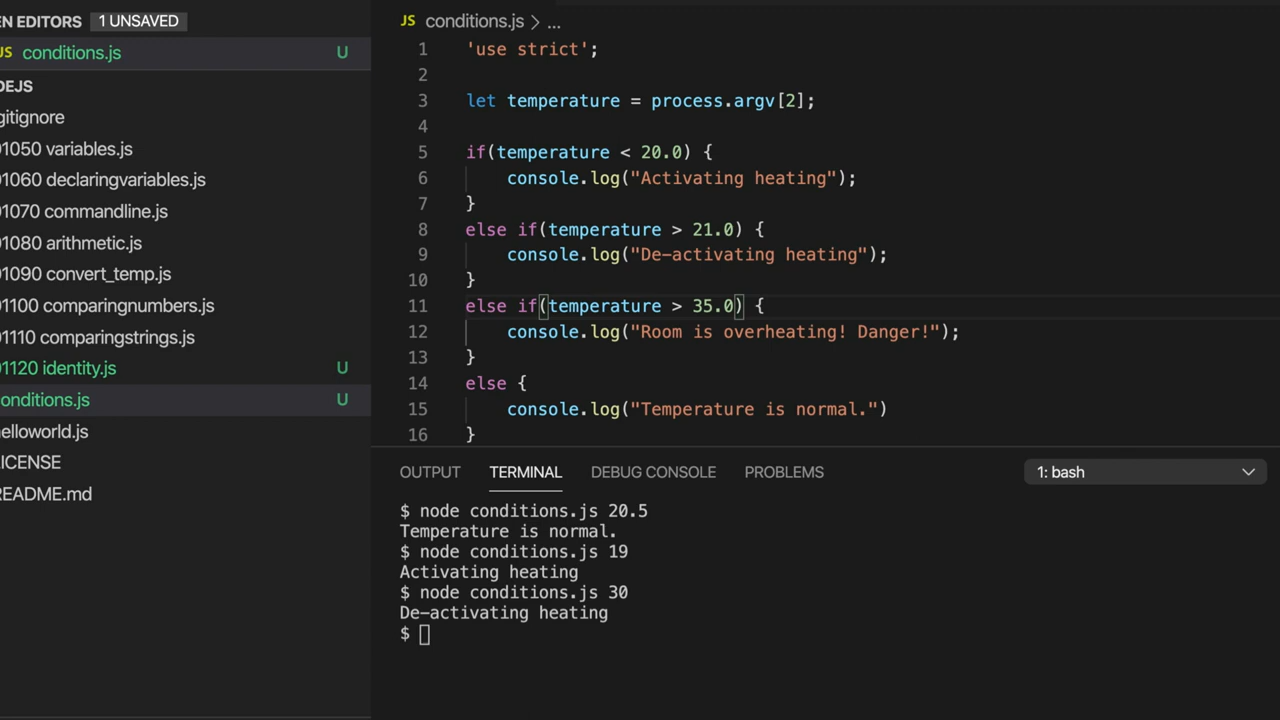 EN EDITORS 1 UNSAVED
JS conditions.js U
DEJS
gitignore
01050 variables.js
01060 declaringvariables.js
01070 commandline.js
01080 arithmetic.js
01090 convert_temp.js
01100 comparingnumbers.js
01110 comparingstrings.js
01120 identity.js U
onditions.js U
elloworld.js
ICENSE
README.md
JS conditions.js > ...
1 'use strict';
2
3 let temperature = process.argv[2];
4
5 if(temperature < 20.0) {
6 console.log("Activating heating");
7 }
8 else if(temperature > 21.0) {
9 console.log("De-activating heating");
10 }
11 else if(temperature > 35.0) {
12 console.log("Room is overheating! Danger!");
13 }
14 else {
15 console.log("Temperature is normal.")
16 }
OUTPUT TERMINAL DEBUG CONSOLE PROBLEMS 1: bash
$ node conditions.js 20.5
Temperature is normal.
$ node conditions.js 19
Activating heating
$ node conditions.js 30
De-activating heating
$